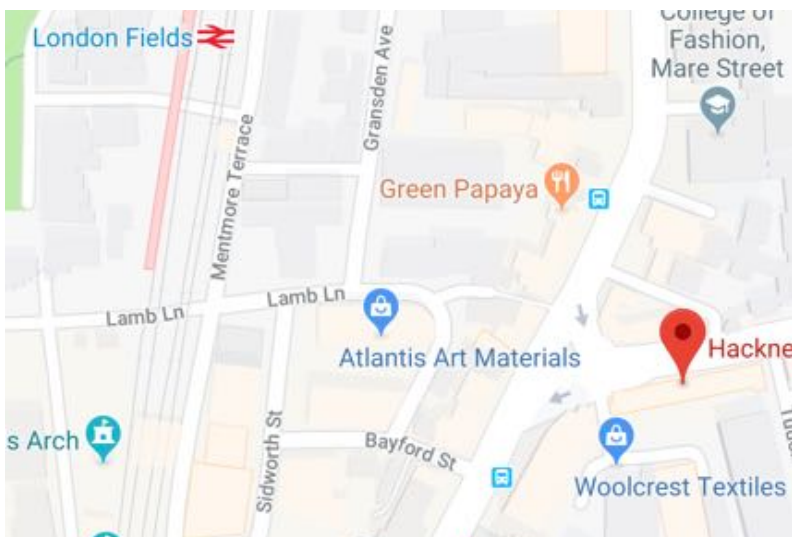 London Fields
College of
Fashion,
Mare Street
Gransden Ave
Mentmore Terrace
Green Papaya
Lamb Ln
Lamb Ln
Atlantis Art Materials
Hackne
s Arch
Sidworth St
Bayford St
Woolcrest Textiles